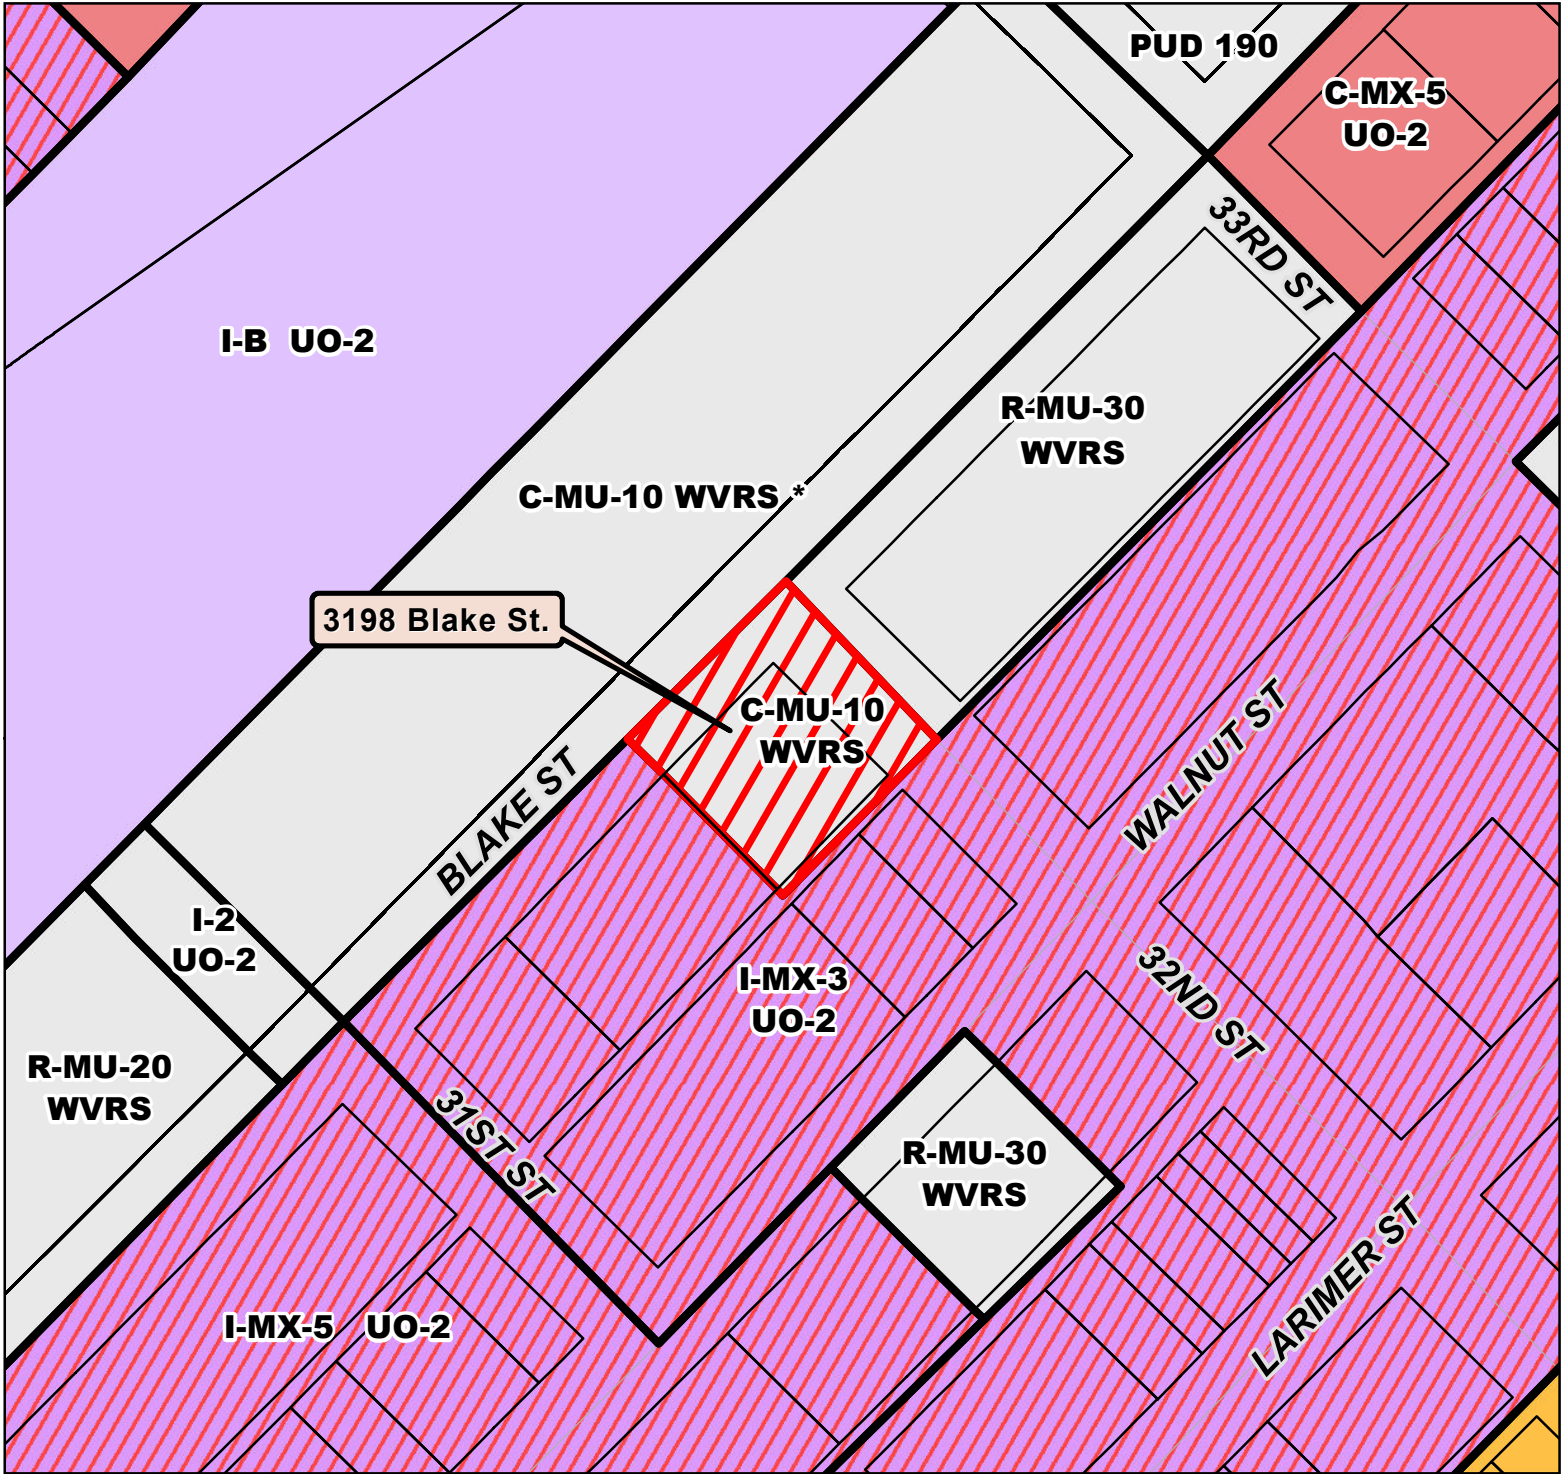 PUD 190
C-MX-5
UO-2
33RD ST
I-B UO-2
R-MU-30
WVRS
C-MU-10 WVRS *
3198 Blake St.
C-MU-10
WVRS
WALNUT ST
BLAKE ST
I-2
UO-2
I-MX-3
UO-2
32ND ST
R-MU-20
WVRS
31ST ST
R-MU-30
WVRS
LARIMER ST
I-MX-5 UO-2